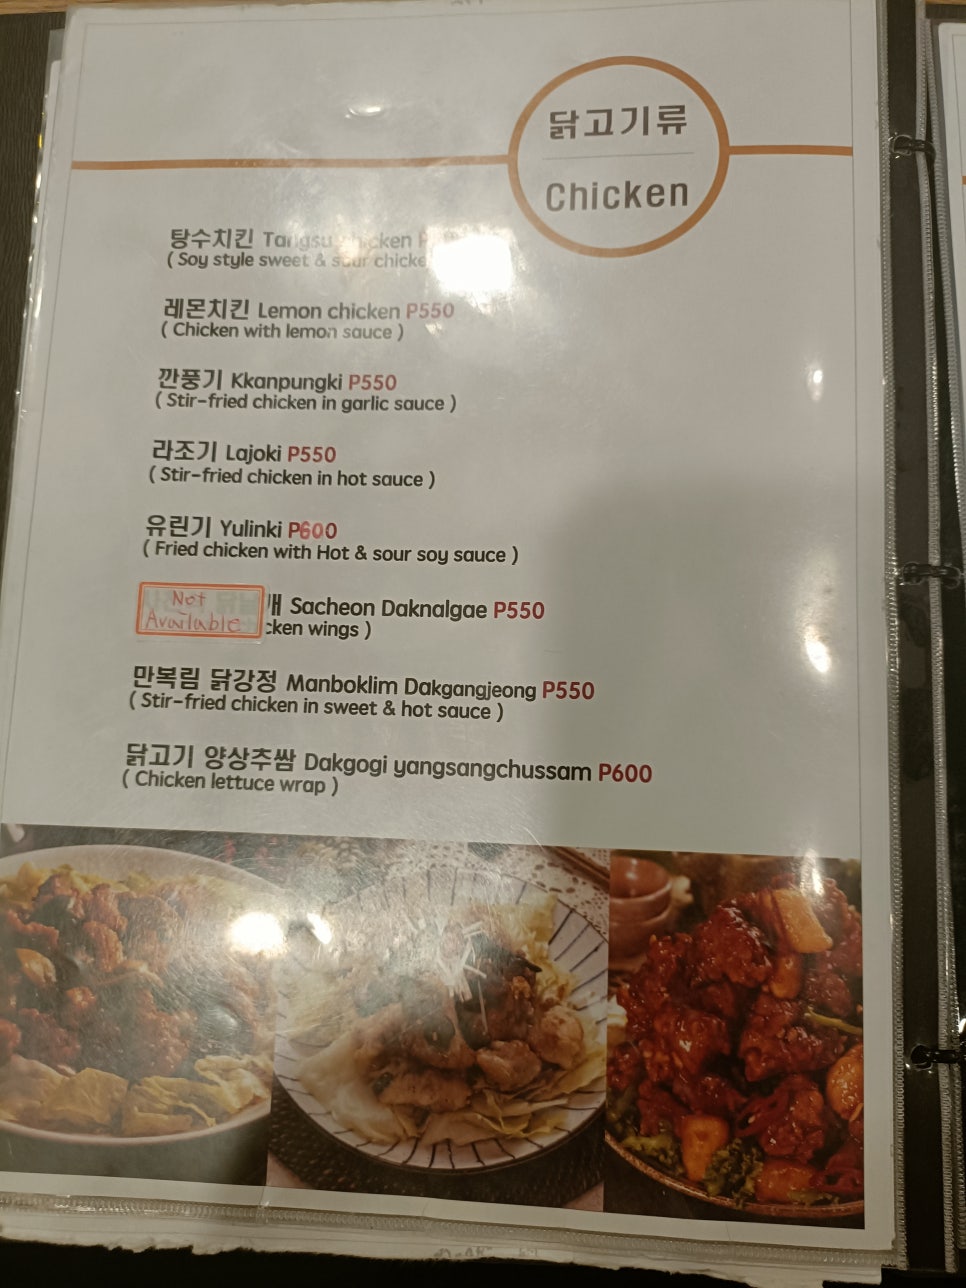 닭고기류
Chicken
탕수치킨 Tangsu chicken
( Soy style sweet & sour chicke
레몬치킨 Lemon chicken P550
( Chicken with lemon sauce )
깐풍기 Kkanpungki P550
( Stir-fried chicken in garlic sauce )
라조기 Lajoki P550
( Stir-fried chicken in hot sauce )
유린기 Yulinki P600
( Fried chicken with Hot & sour soy sauce )
Not
Available
개 Sacheon Daknalgae P550
cken wings )
만복림 닭강정 Manboklim Dakgangjeong P550
( Stir-fried chicken in sweet & hot sauce )
닭고기 양상추쌈 Dakgogi yangsangchussam P600
( Chicken lettuce wrap )